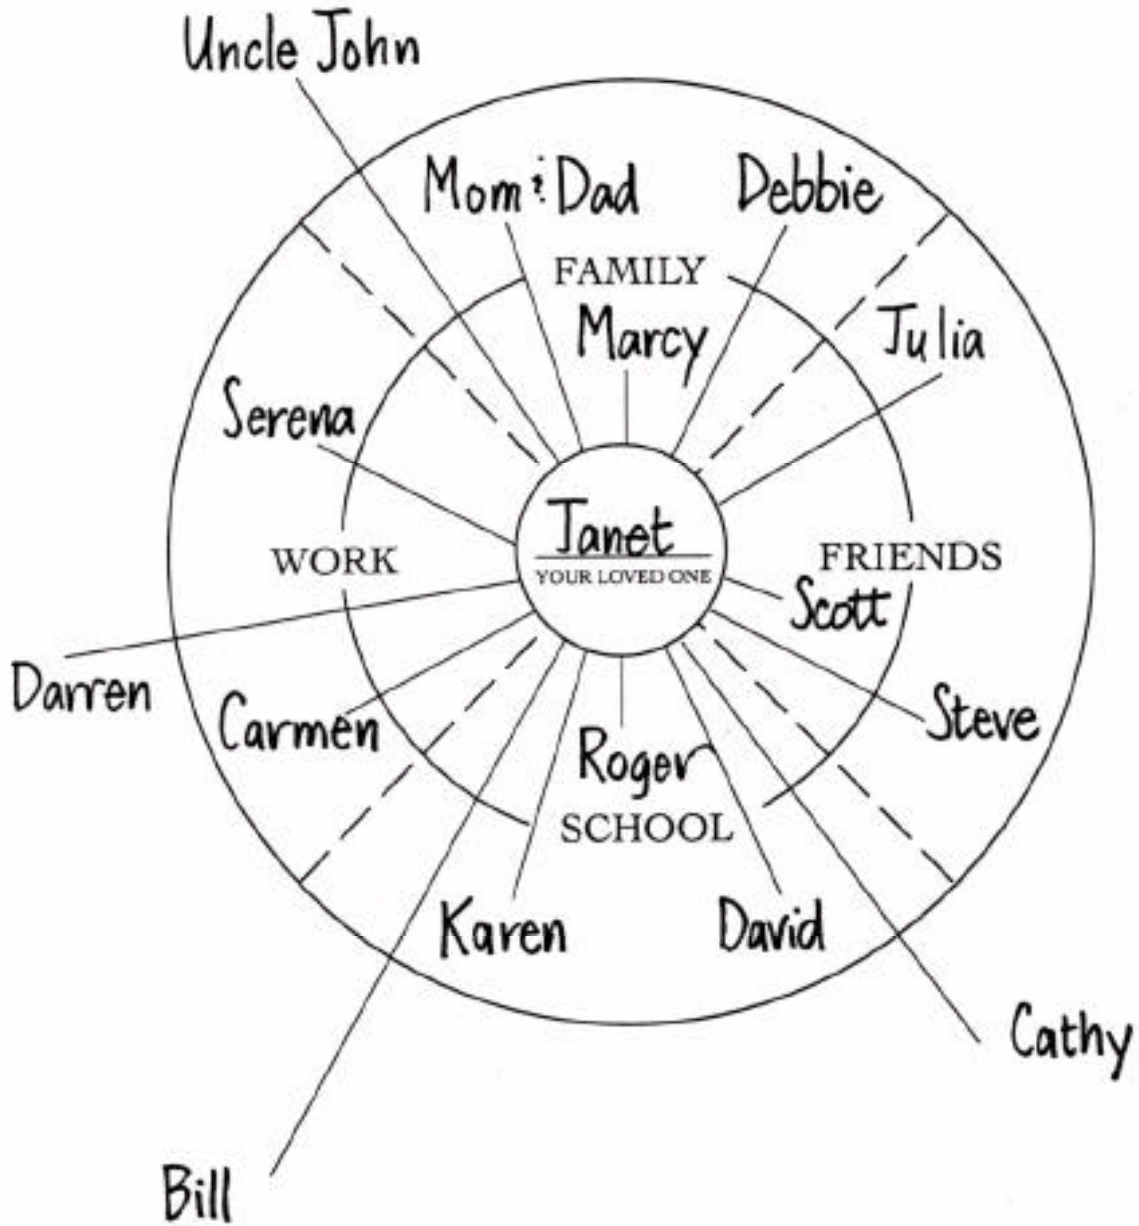 Uncle John
Mom & Dad
Debbie
FAMILY
Marcy
Julia
Serena
Janet
YOUR LOVED ONE
WORK
FRIENDS
Scott
Darren
Carmen
Steve
Roger
SCHOOL
Karen
David
Cathy
Bill